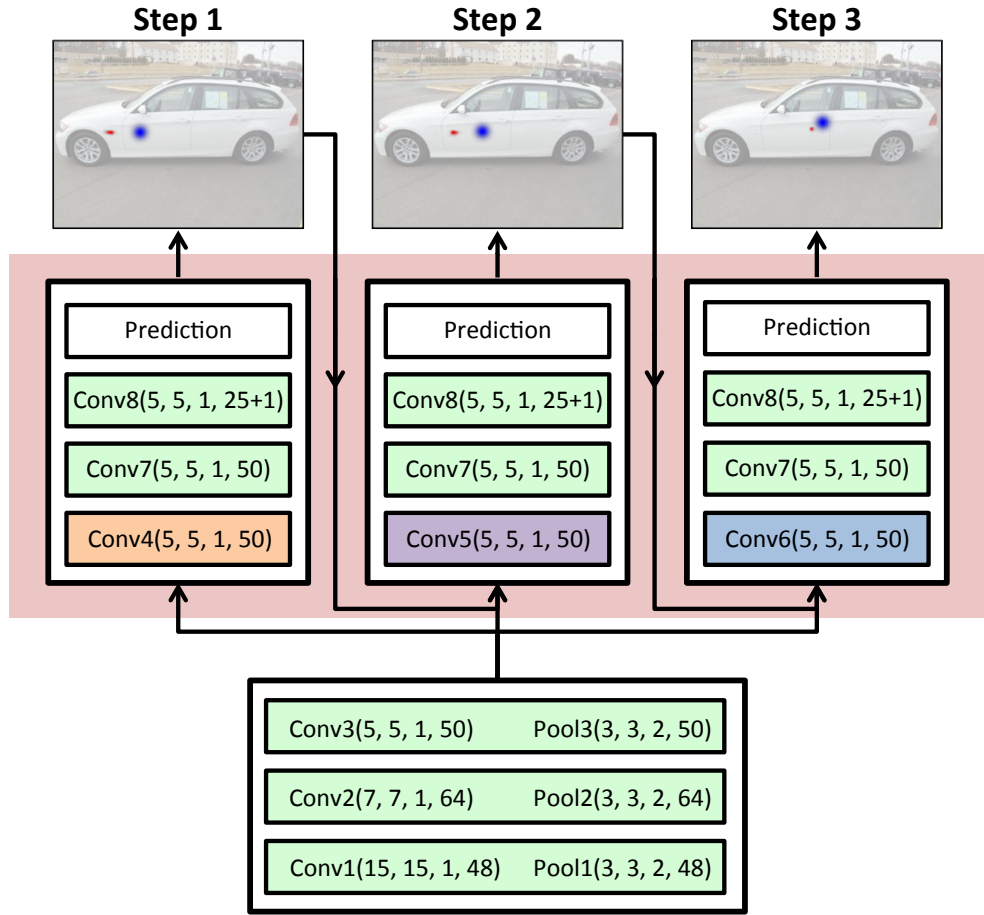 Step 1
Step 2
Step 3
Prediction
Prediction
Prediction
Conv8(5, 5, 1, 25+1)
Conv8(5, 5, 1, 25+1)
Conv8(5, 5, 1, 25+1)
Conv7(5, 5, 1, 50)
Conv7(5, 5, 1, 50)
Conv7(5, 5, 1, 50)
Conv4(5, 5, 1, 50)
Conv5(5, 5, 1, 50)
Conv6(5, 5, 1, 50)
Conv3(5, 5, 1, 50) Pool3(3, 3, 2, 50)
Conv2(7, 7, 1, 64) Pool2(3, 3, 2, 64)
Conv1(15, 15, 1, 48) Pool1(3, 3, 2, 48)